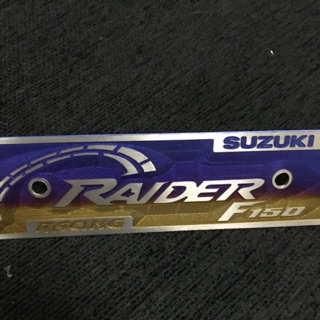 SUZUKI
RAIDER
F150
RACING